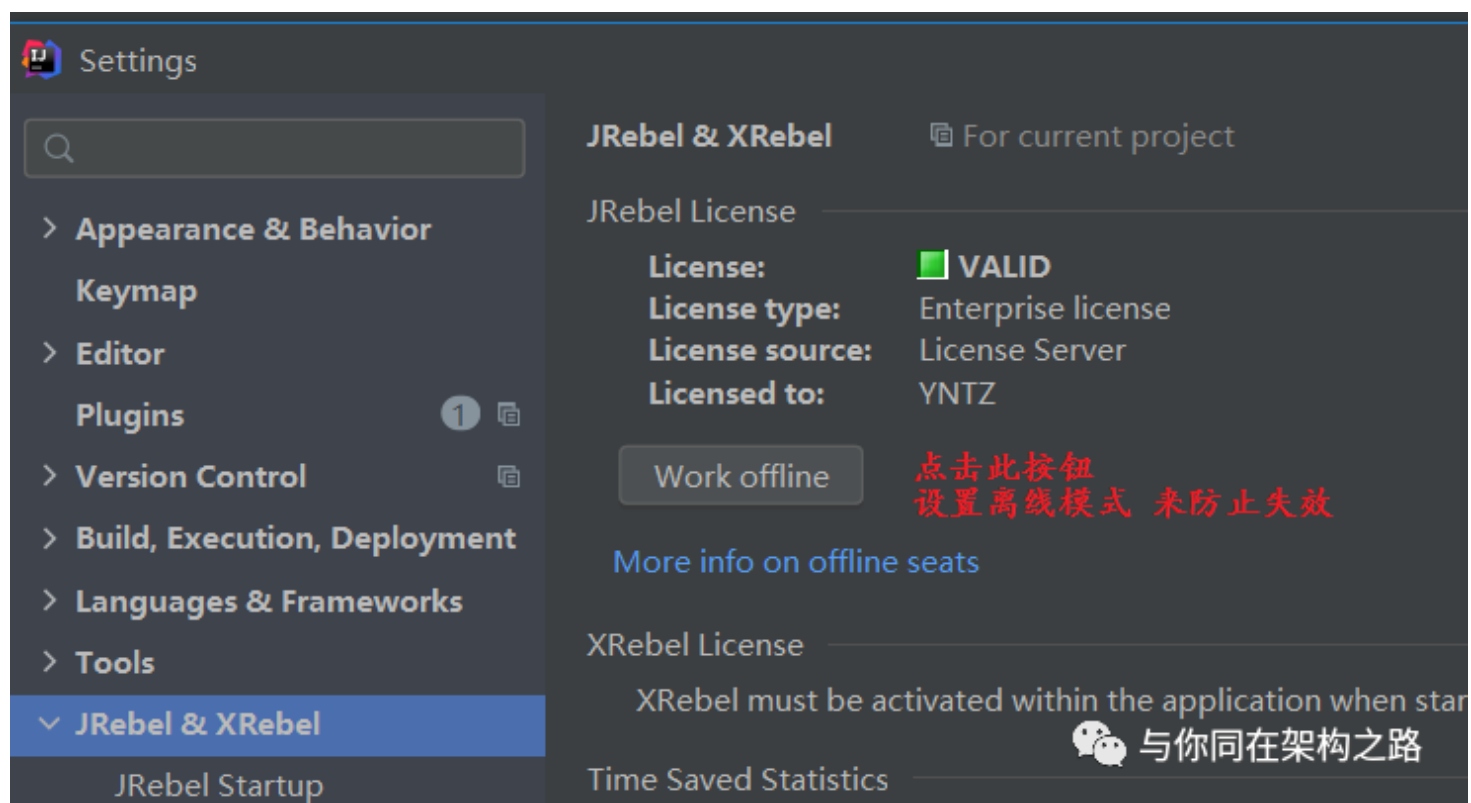 Settings
JRebel & XRebel For current project
JRebel License
Appearance & Behavior
Keymap
Editor
Plugins 1
Version Control
Build, Execution, Deployment
Languages & Frameworks
Tools
JRebel & XRebel
JRebel Startup
License: VALID
License type: Enterprise license
License source: License Server
Licensed to: YNTZ
Work offline
点击此按钮
设置离线模式 来防止失效
More info on offline seats
XRebel License
XRebel must be activated within the application when star
与你同在架构之路
Time Saved Statistics